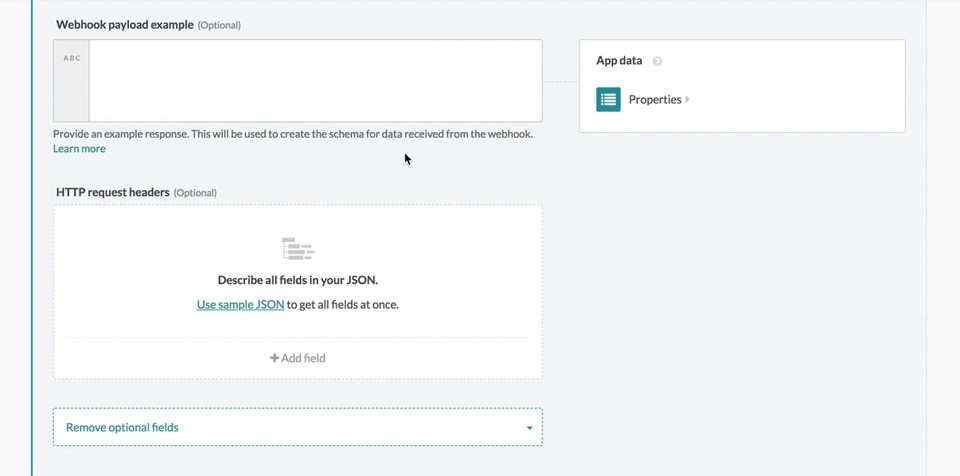 Webhook payload example (Optional)
ABC
Provide an example response. This will be used to create the schema for data received from the webhook.
Learn more
App data ?
Properties
HTTP request headers (Optional)
Describe all fields in your JSON.
Use sample JSON to get all fields at once.
+ Add field
Remove optional fields